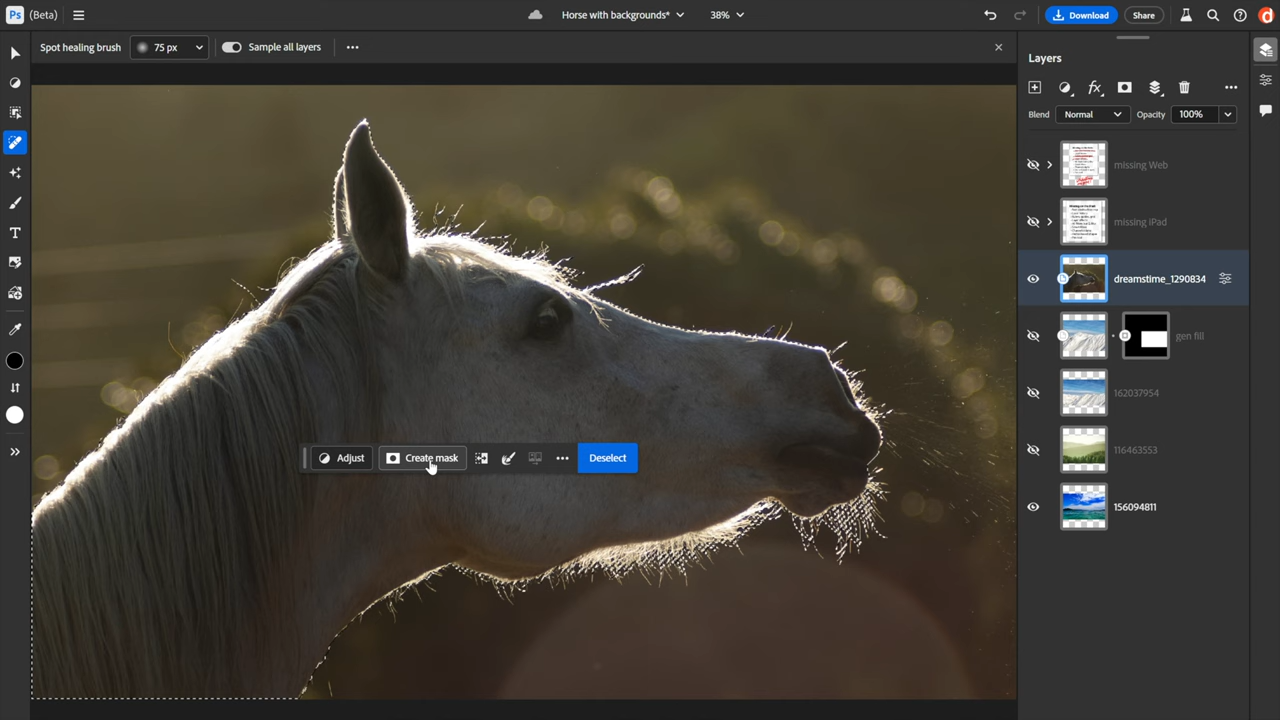 Ps (Beta)
Horse with backgrounds*
38%
Download
Share
Spot healing brush
75 px
Sample all layers
Layers
Blend
Normal
Opacity
100%
missing Web
missing iPad
dreamstime_1290834
gen fill
162037954
116463553
156094811
Adjust
Create mask
Deselect